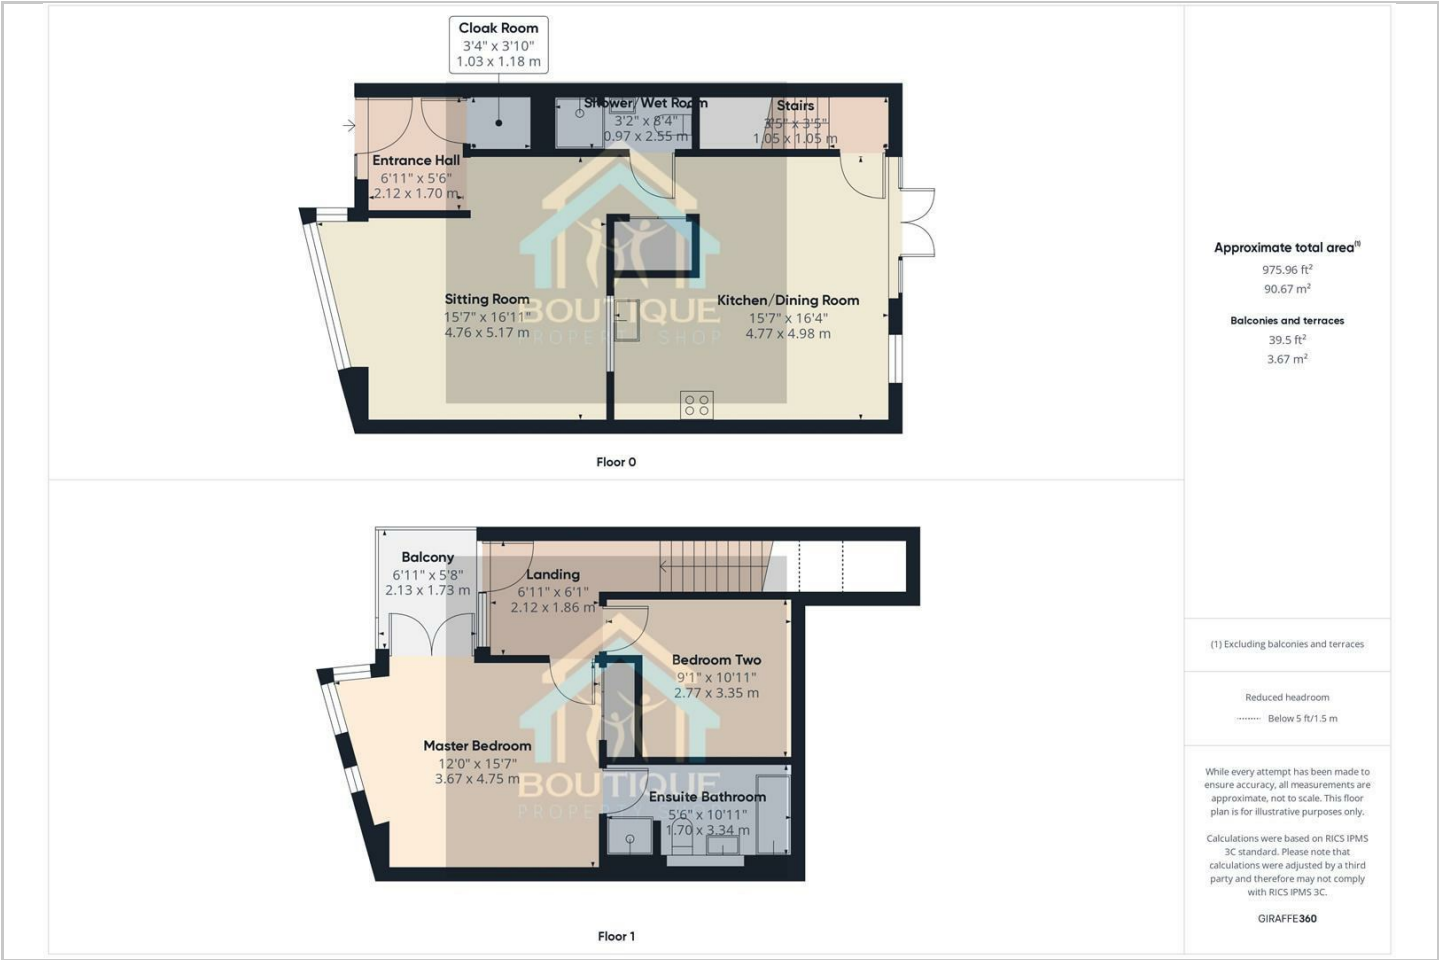 Cloak Room
3'4" x 3'10"
1.03 x 1.18 m
Shower/Wet Room
3'2" x 8'4"
0.97 x 2.55 m
Stairs
3'5" x 3'5"
1.05 x 1.05 m
Entrance Hall
6'11" x 5'6"
2.12 x 1.70 m
Sitting Room
15'7" x 16'11"
4.76 x 5.17 m
Kitchen/Dining Room
15'7" x 16'4"
4.77 x 4.98 m
BOUTIQUE
PROPERTY SHOP
Floor 0
Balcony
6'11" x 5'8"
2.13 x 1.73 m
Landing
6'11" x 6'1"
2.12 x 1.86 m
Bedroom Two
9'1" x 10'11"
2.77 x 3.35 m
Master Bedroom
12'0" x 15'7"
3.67 x 4.75 m
BOUTIQUE
Ensuite Bathroom
5'6" x 10'11"
1.70 x 3.34 m
Floor 1
Approximate total area(1)
975.96 ft²
90.67 m²
Balconies and terraces
39.5 ft²
3.67 m²
(1) Excluding balconies and terraces
Reduced headroom
Below 5 ft/1.5 m
While every attempt has been made to
ensure accuracy, all measurements are
approximate, not to scale. This floor
plan is for illustrative purposes only.
Calculations were based on RICS IPMS
3C standard. Please note that
calculations were adjusted by a third
party and therefore may not comply
with RICS IPMS 3C.
GIRAFFE360